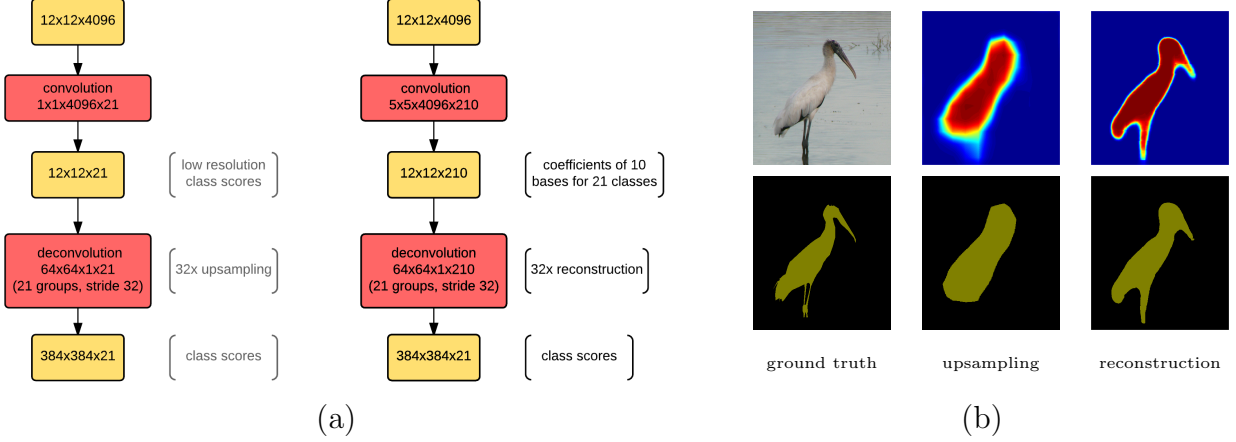 12x12x4096
convolution
1x1x4096x21
12x12x21
low resolution
class scores
deconvolution
64x64x1x21
(21 groups, stride 32)
32x upsampling
384x384x21
class scores
12x12x4096
convolution
5x5x4096x210
12x12x210
coefficients of 10
bases for 21 classes
deconvolution
64x64x1x210
(21 groups, stride 32)
32x reconstruction
384x384x21
class scores
(a)
ground truth
upsampling
reconstruction
(b)